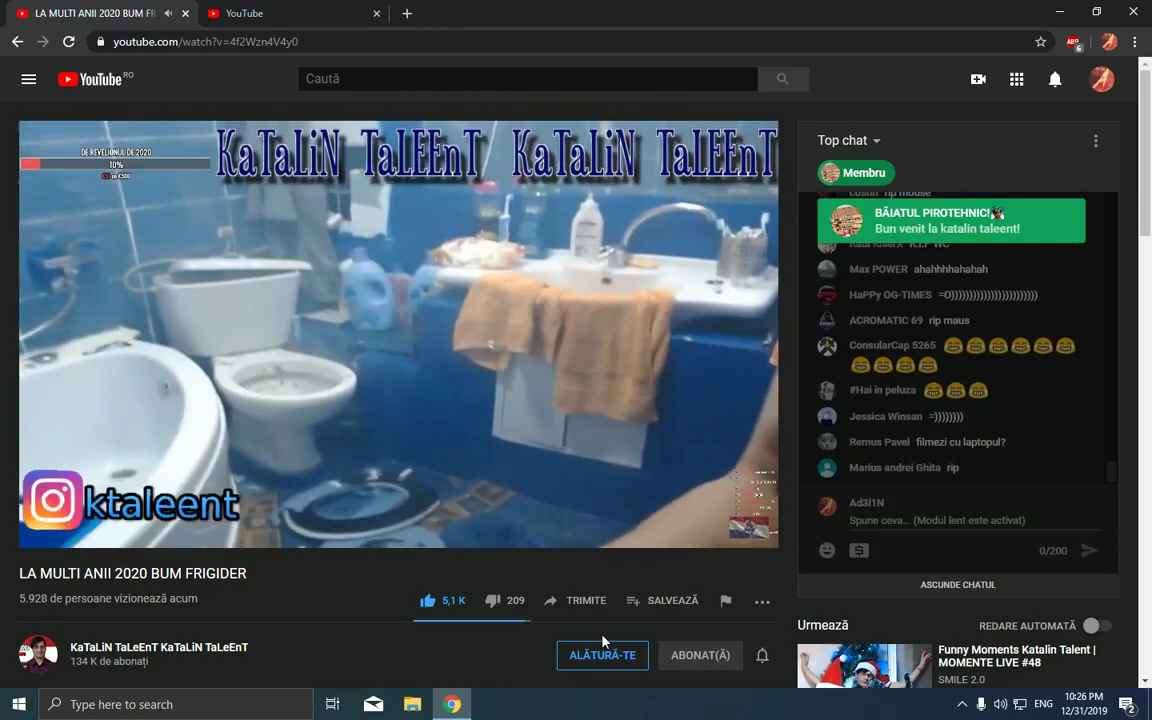 LA MULTI ANII 2020 BUM FR
YouTube
youtube.com/watch?v=4f2Wzn4V4y0
ABP
6
YouTube RO
Caută
DE REVELIONUL DE 2020
10%
KaTaLiN TaLEEnT KaTaLiN TaLEEnT
ktaleent
Top chat
Membru
BĂIATUL PIROTEHNIC!
Bun venit la katalin taleent!
Max POWER ahahhhhahahah
HaPPy OG-TIMES =O))))))))))))))))))))))))
ACROMATIC 69 rip maus
ConsularCap 5265
#Hai in peluza
Jessica Winsan =))))))))
Remus Pavel filmezi cu laptopul?
Marius andrei Ghita rip
Ad3l1N
Spune ceva... (Modul lent este activat)
0/200
ASCUNDE CHATUL
LA MULTI ANII 2020 BUM FRIGIDER
5.928 de persoane vizionează acum
5,1 K 209 TRIMITE SALVEAZĂ
KaTaLiN TaLEnT KaTaLiN TaLEnT
134 K de abonați
ALĂTURĂ-TE ABONAT(Ă)
Urmează REDARE AUTOMATĂ
Funny Moments Katalin Talent |
MOMENTE LIVE #48
SMILE 2.0
Type here to search
ENG
10:26 PM
12/31/2019
2